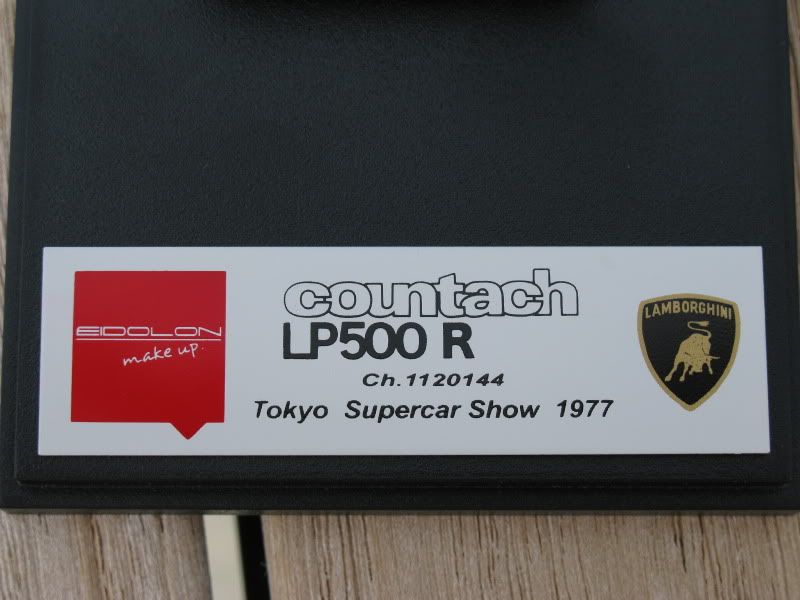 EIDOLON
make up.
countach
LP500 R
Ch.1120144
Tokyo Supercar Show 1977
LAMBORGHINI